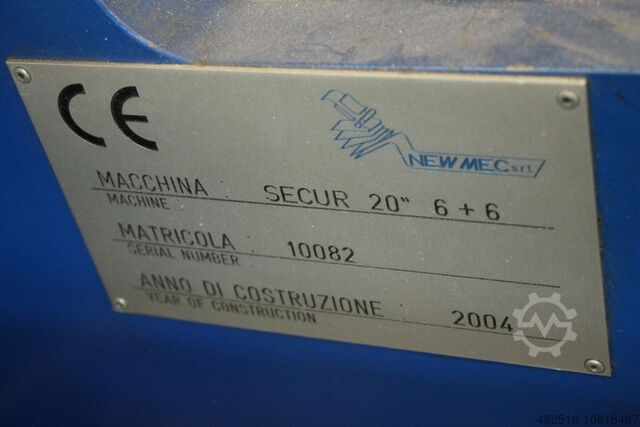 CE
NEW MEC s.r.l.
MACCHINA : SECUR 20" 6+6
MACHINE
MATRICOLA : 10082
SERIAL NUMBER
ANNO DI COSTRUZIONE : 2004
YEAR OF CONSTRUCTION
482516-10816487